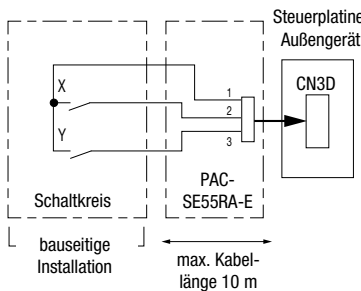 Steuerplatine
Außengerät
CN3D
X
Y
1
2
3
Schaltkreis
PAC-
SE55RA-E
bauseitige
Installation
max. Kabel-
länge 10 m